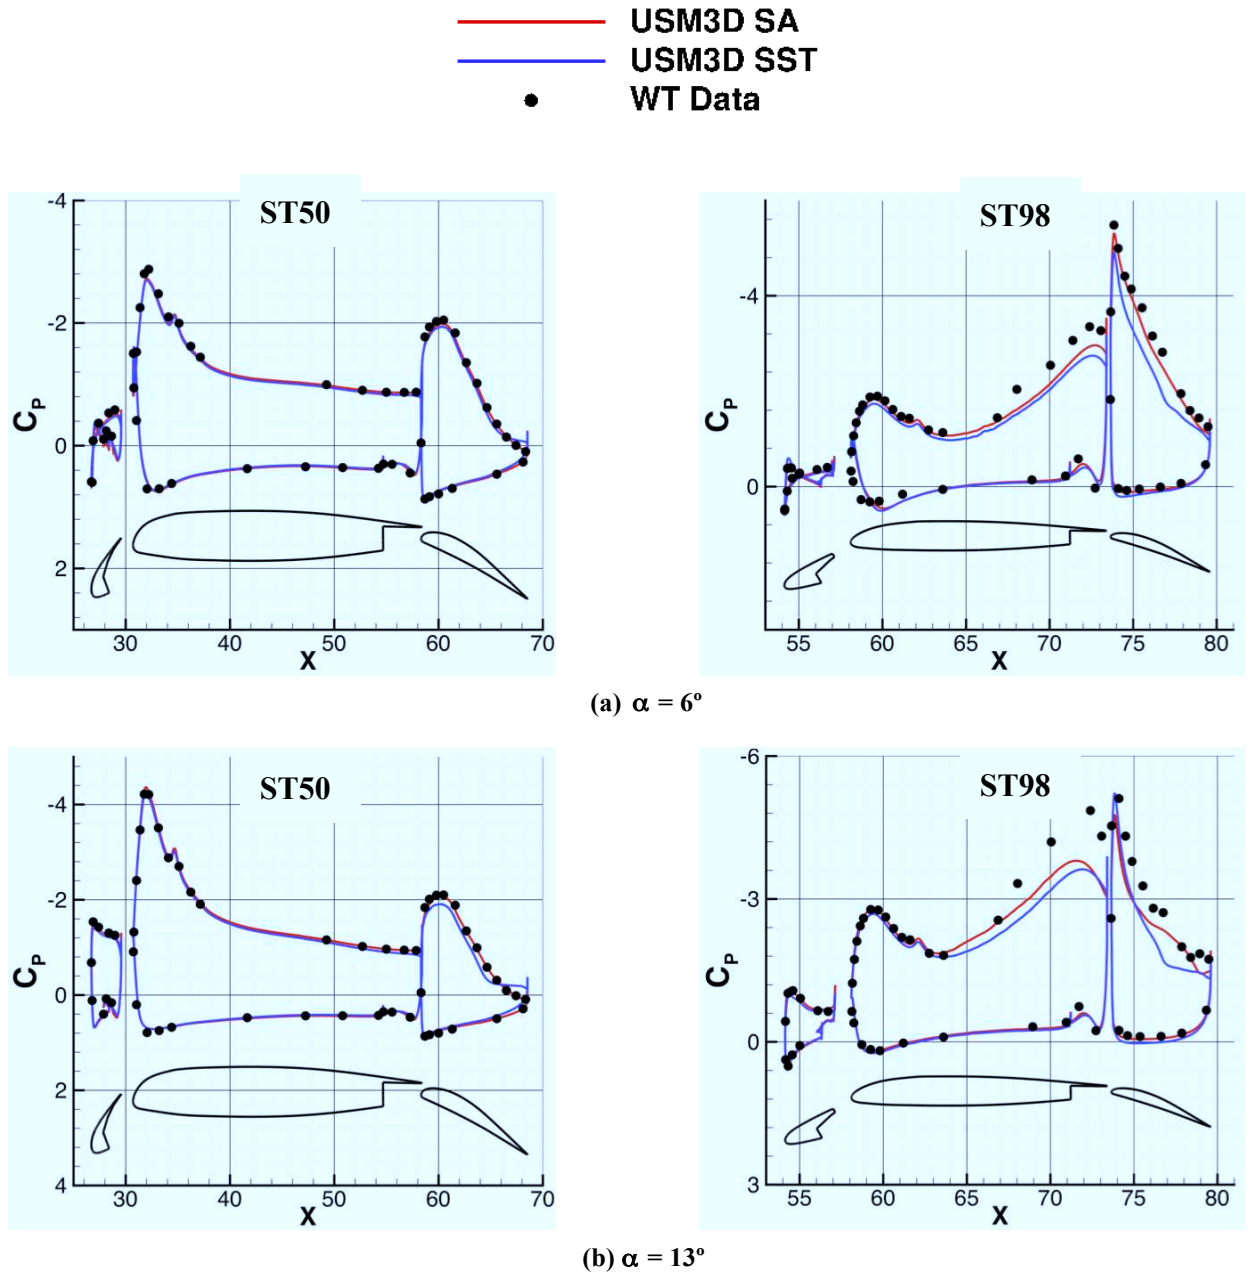 USM3D SA
USM3D SST
WT Data
ST50
-4
-2
0
2
C_P
30 40 50 60 70
X
ST98
-4
0
C_P
55 60 65 70 75 80
X
(a) α = 6º
ST50
-4
-2
0
2
4
C_P
30 40 50 60 70
X
ST98
-6
-3
0
3
C_P
55 60 65 70 75 80
X
(b) α = 13º